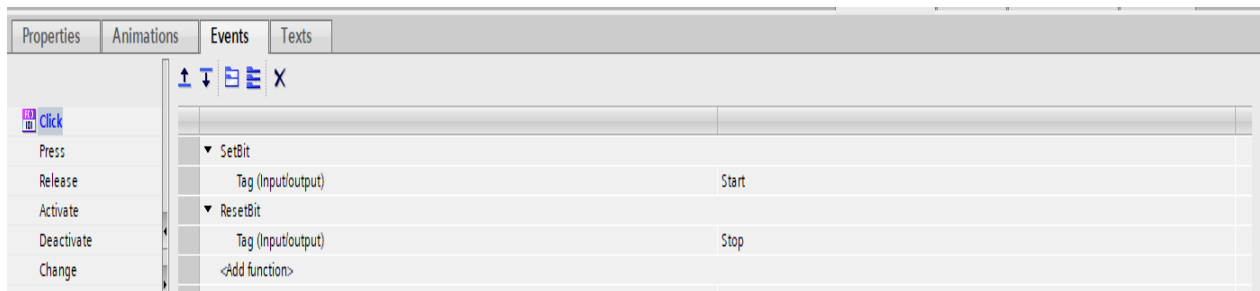 Properties Animations Events Texts
Click
Press
SetBit
Release
Tag (Input/output) Start
Activate
ResetBit
Deactivate
Tag (Input/output) Stop
Change
<Add function>